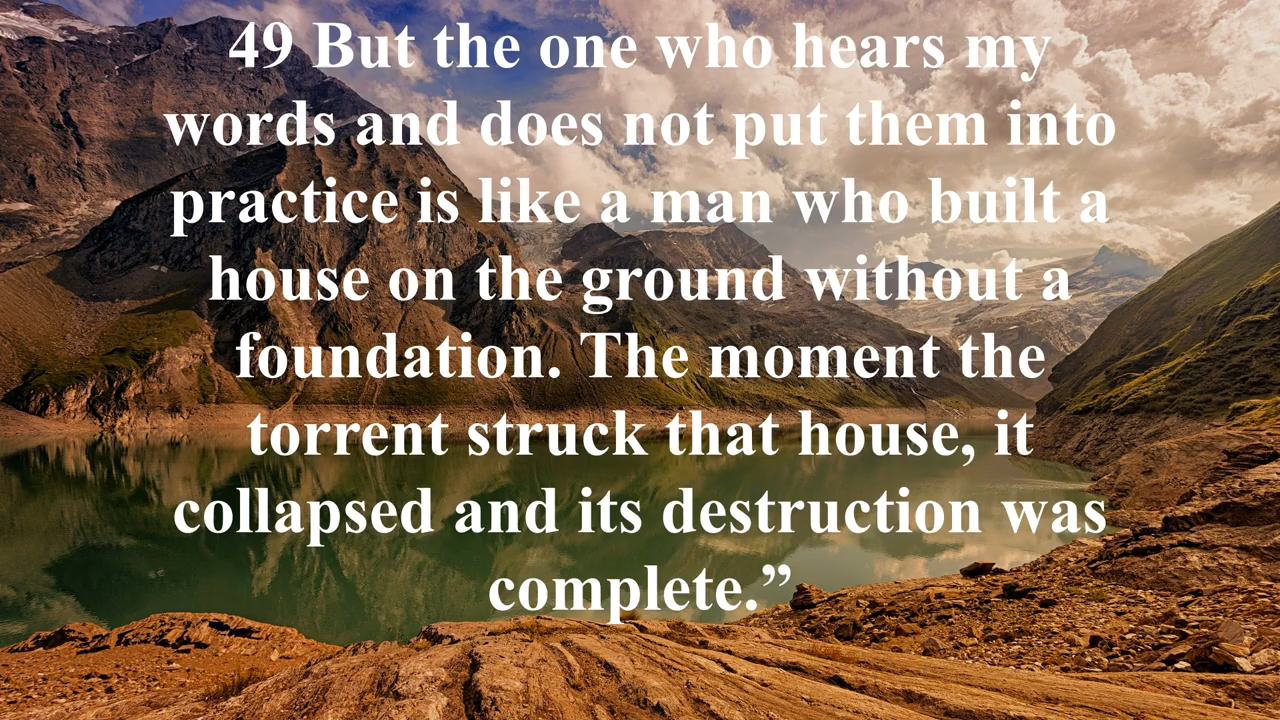 49 But the one who hears my
words and does not put them into
practice is like a man who built a
house on the ground without a
foundation. The moment the
torrent struck that house, it
collapsed and its destruction was
complete.”